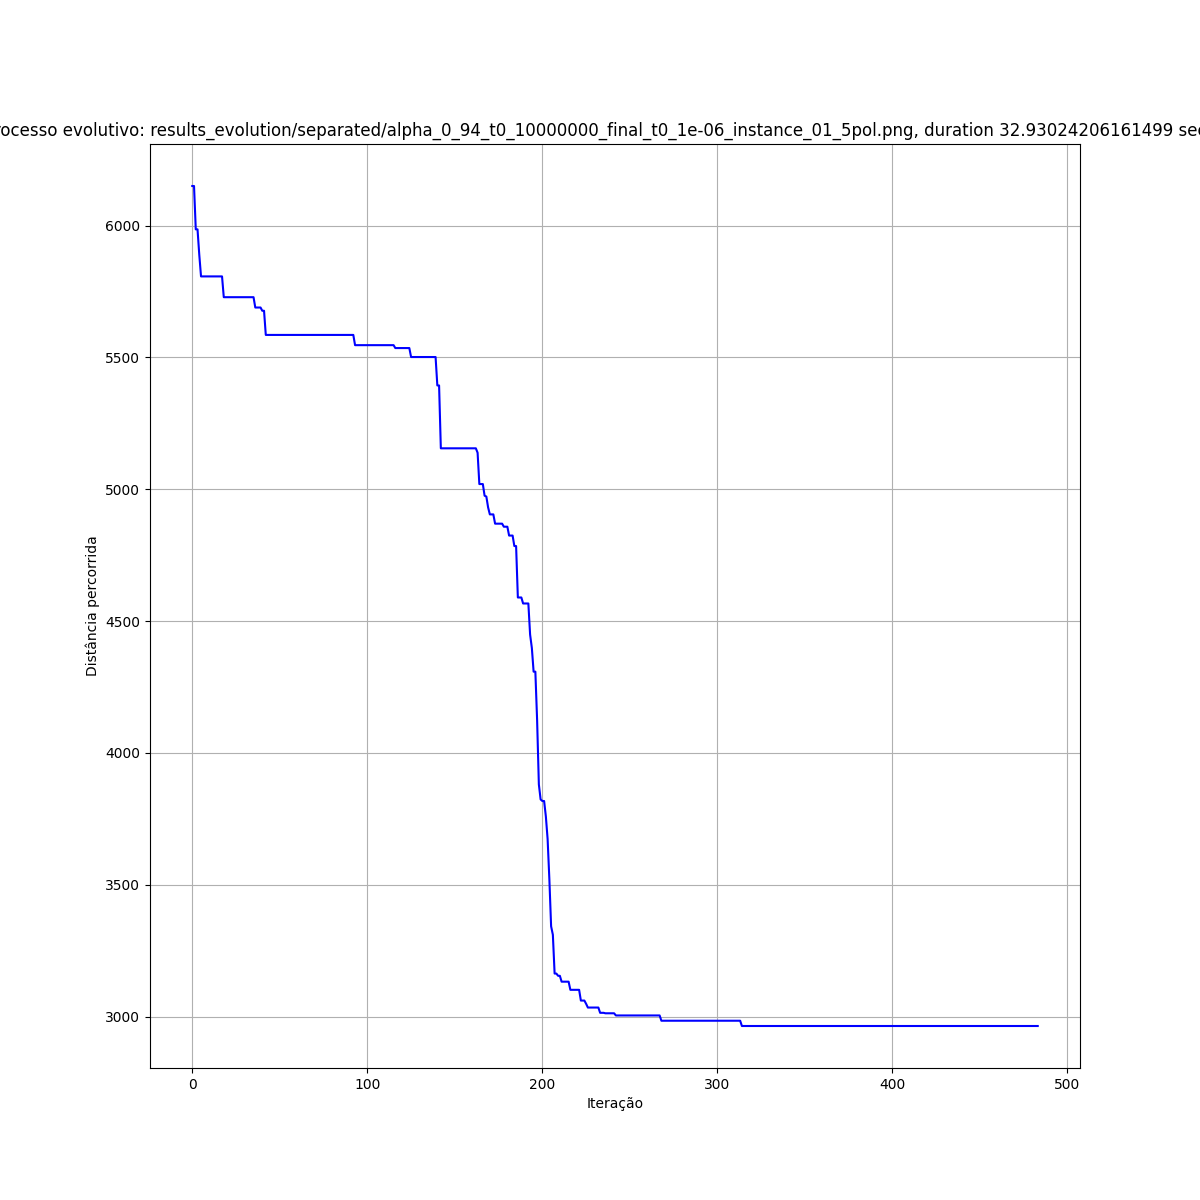 ocesso evolutivo: results_evolution/separated/alpha_0_94_t0_10000000_final_t0_1e-06_instance_01_5pol.png, duration 32.93024206161499 sec
6000
5500
5000
4500
4000
3500
3000
Distância percorrida
0 100 200 300 400 500
Iteração